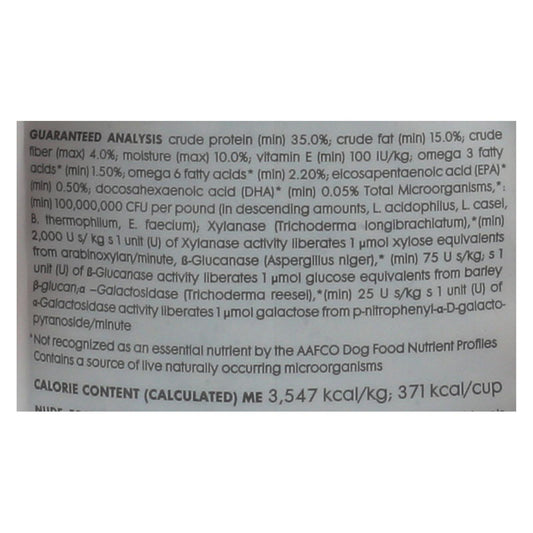 GUARANTEED ANALYSIS crude protein (min) 35.0%; crude fat (min) 15.0%; crude
fiber (max) 4.0%; moisture (max) 10.0%; vitamin E (min) 100 IU/kg; omega 3 fatty
acids* (min) 1.50%; omega 6 fatty acids* (min) 2.20%; eicosapentaenoic acid (EPA)*
(min) 0.50%; docosahexaenoic acid (DHA)* (min) 0.05% Total Microorganisms,*:
(min) 100,000,000 CFU per pound (in descending amounts, L. acidophilus, L. casei,
B. thermophilum, E. faecium); Xylanase (Trichoderma longibrachiatum),*(min)
2,000 U s/ kg s 1 unit (U) of Xylanase activity liberates 1 µmol xylose equivalents
from arabinoxylan/minute, ß-Glucanase (Aspergillus niger),* (min) 75 U s/kg; s 1
unit (U) of ß-Glucanase activity liberates 1 µmol glucose equivalents from barley
β-glucan,α –Galactosidase (Trichoderma reesei),*(min) 25 U s/kg s 1 unit (U) of
α-Galactosidase activity liberates 1 µmol galactose from p-nitrophenyl-α-D-galacto-
pyranoside/minute
*Not recognized as an essential nutrient by the AAFCO Dog Food Nutrient Profiles
Contains a source of live naturally occurring microorganisms
CALORIE CONTENT (CALCULATED) ME 3,547 kcal/kg; 371 kcal/cup